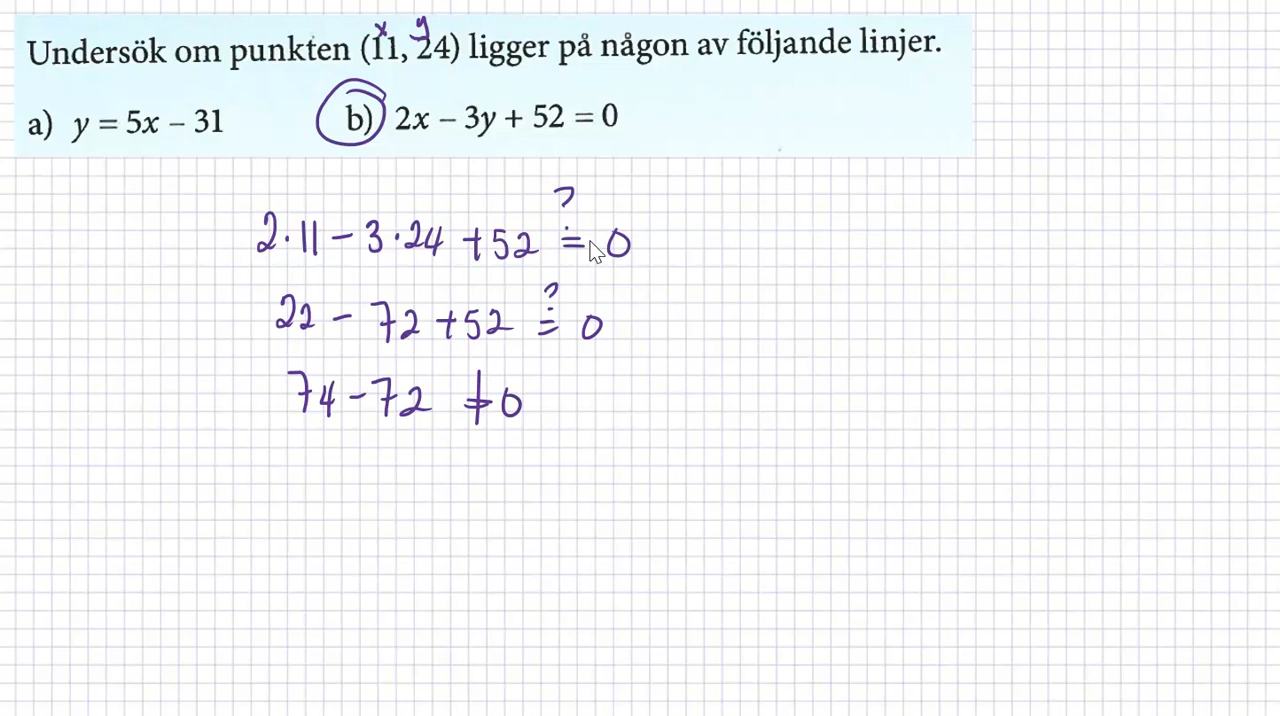 x y
Undersök om punkten (11, 24) ligger på någon av följande linjer.
a) y = 5x – 31 b) 2x – 3y + 52 = 0
?
2·11 – 3·24 + 52 = 0
?
22 – 72 + 52 = 0
74 – 72 ≠ 0